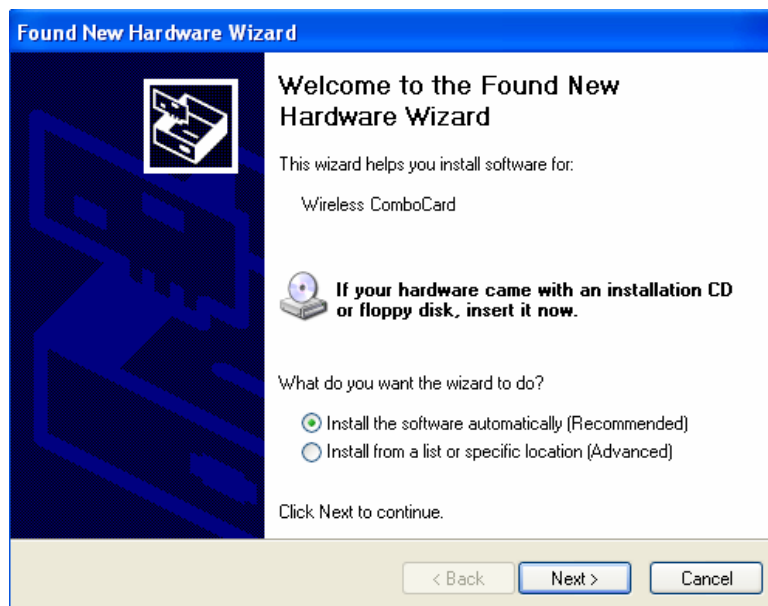 Found New Hardware Wizard
Welcome to the Found New
Hardware Wizard
This wizard helps you install software for:
Wireless ComboCard
If your hardware came with an installation CD
or floppy disk, insert it now.
What do you want the wizard to do?
Install the software automatically (Recommended)
Install from a list or specific location (Advanced)
Click Next to continue.
< Back Next > Cancel